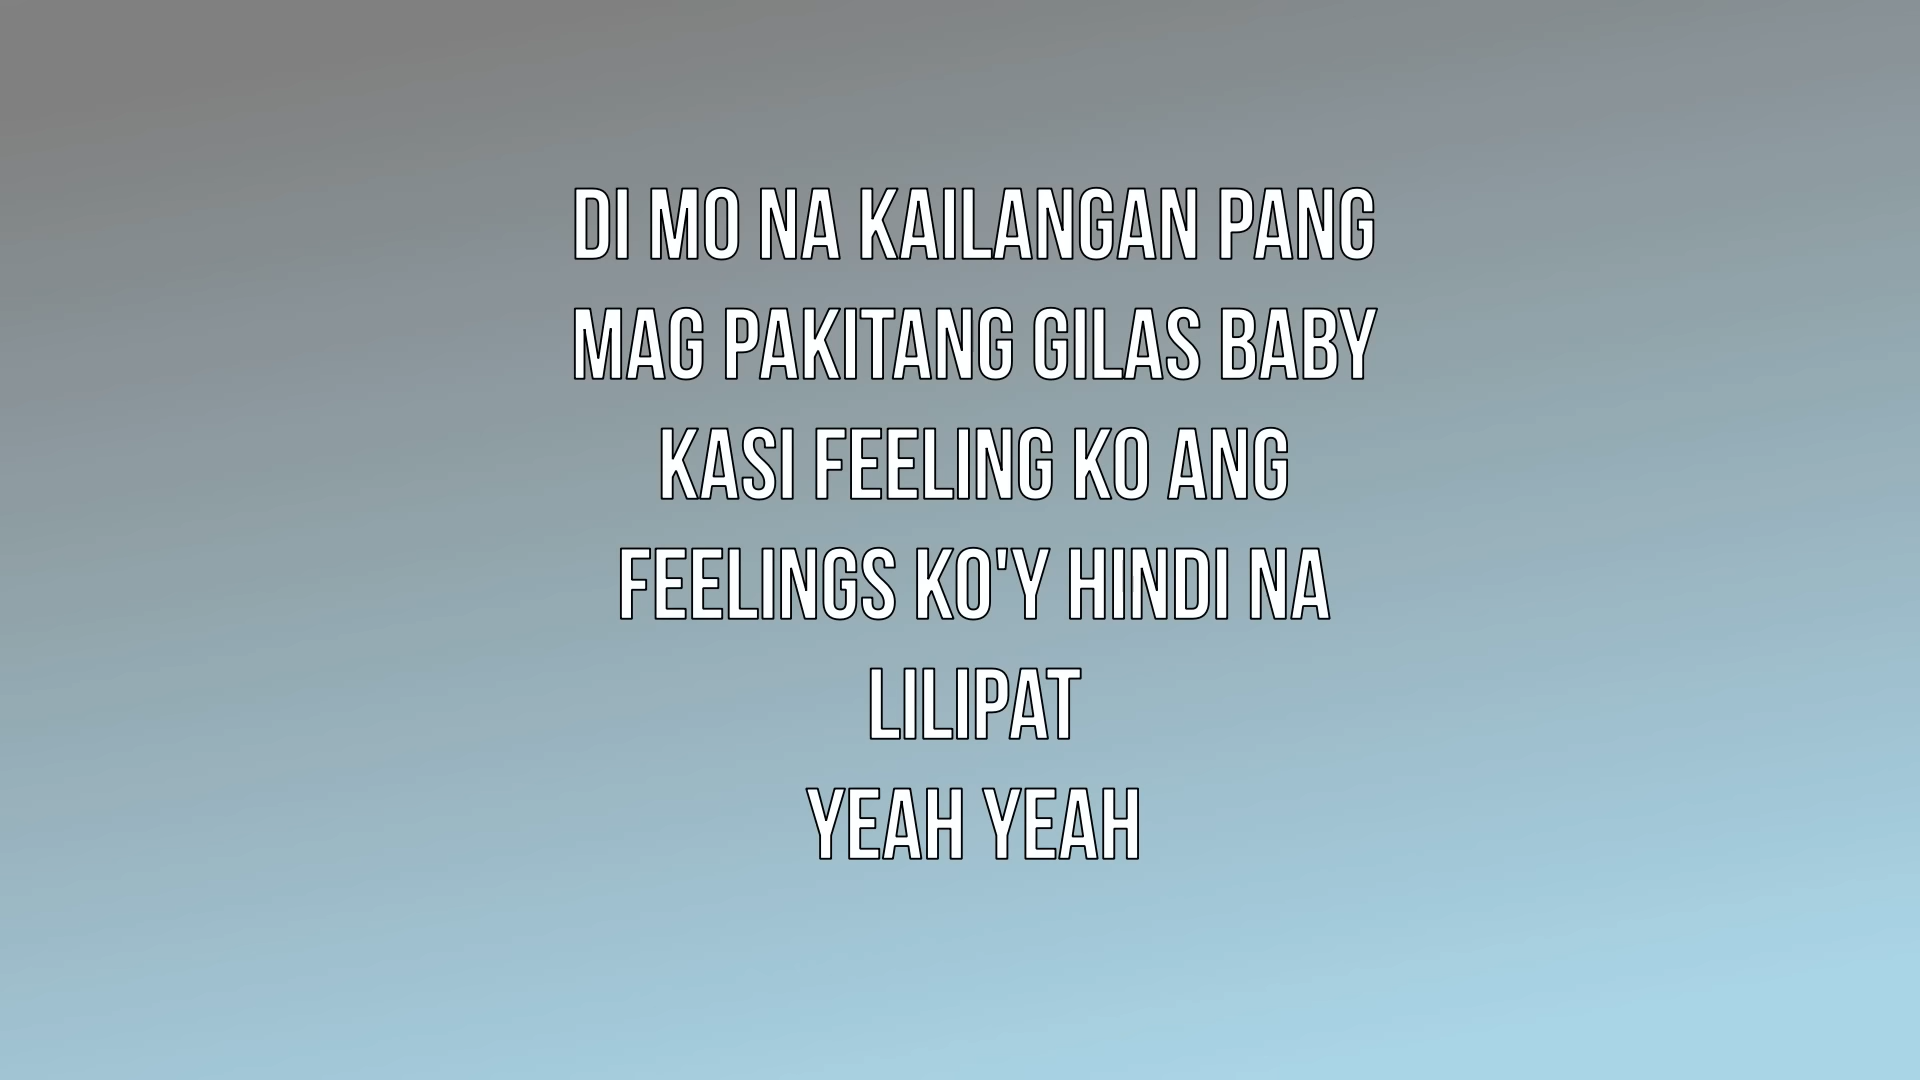 DI MO NA KAILANGAN PANG
MAG PAKITANG GILAS BABY
KASI FEELING KO ANG
FEELINGS KO'Y HINDI NA
LILIPAT
YEAH YEAH